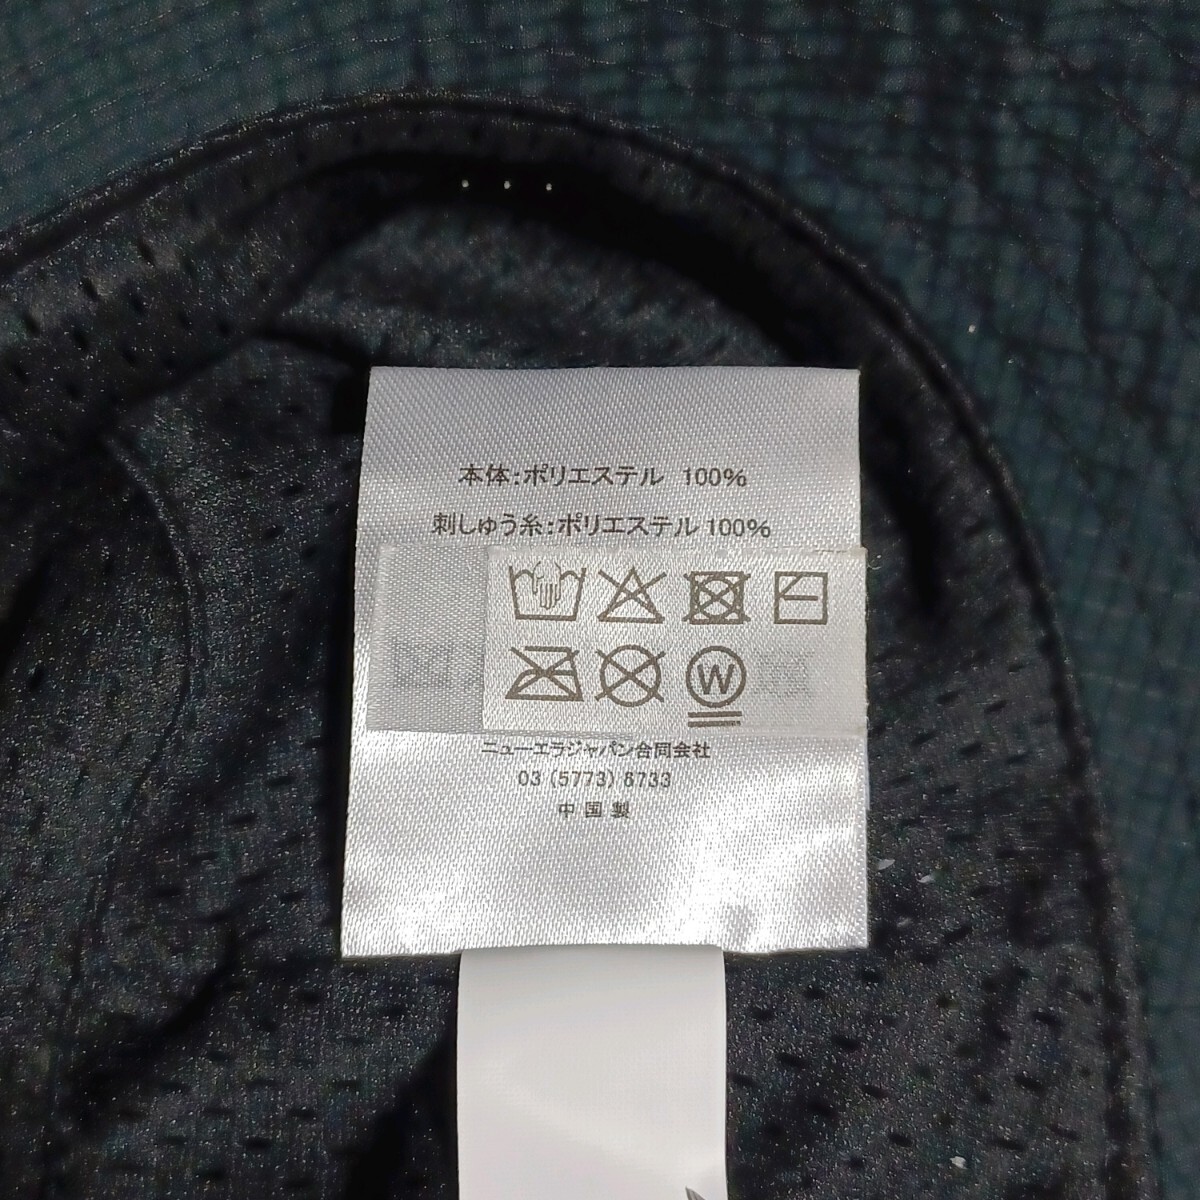 本体:ポリエステル 100%
刺しゅう糸:ポリエステル 100%
W
ニューエラジャパン合同会社
03 (5773) 8733
中国製